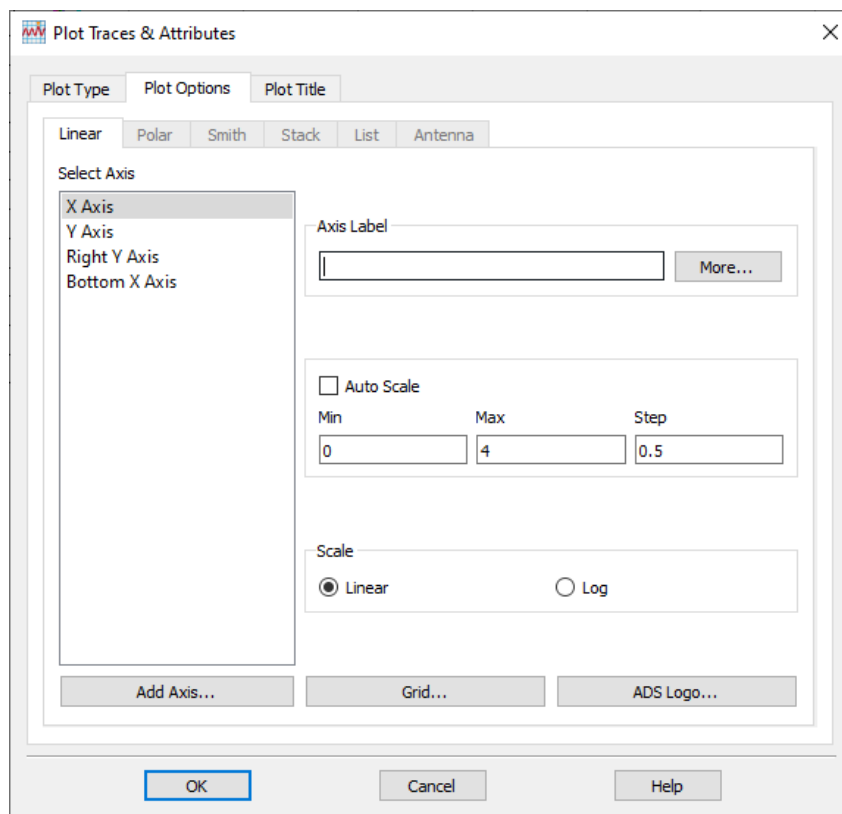 Plot Traces & Attributes
Plot Type Plot Options Plot Title
Linear Polar Smith Stack List Antenna
Select Axis
X Axis
Y Axis
Right Y Axis
Bottom X Axis
Axis Label
More...
Auto Scale
Min Max Step
0 4 0.5
Scale
Linear Log
Add Axis... Grid... ADS Logo...
OK Cancel Help